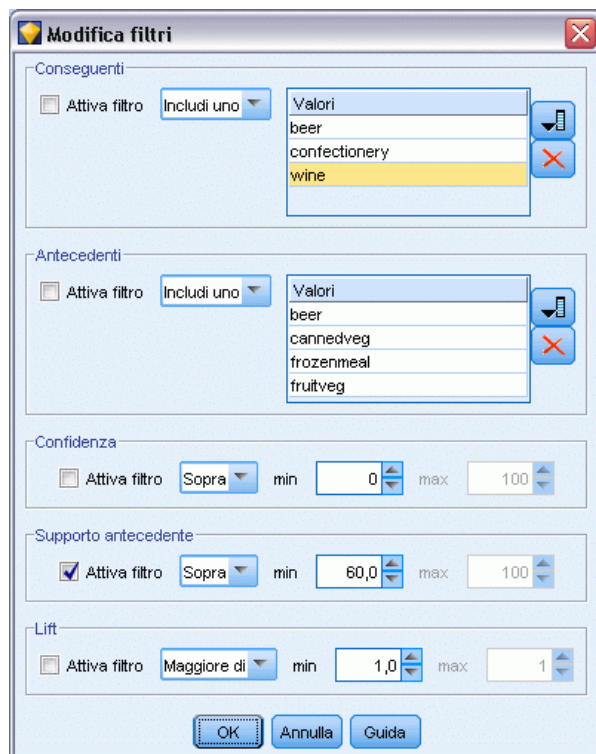 Modifica filtri
Conseguenti
Attiva filtro Includi uno
Valori
beer
confectionery
wine
Antecedenti
Attiva filtro Includi uno
Valori
beer
cannedveg
frozenmeal
fruitveg
Confidenza
Attiva filtro Sopra min 0 max 100
Supporto antecedente
Attiva filtro Sopra min 60,0 max 100
Lift
Attiva filtro Maggiore di min 1,0 max 1
OK Annulla Guida